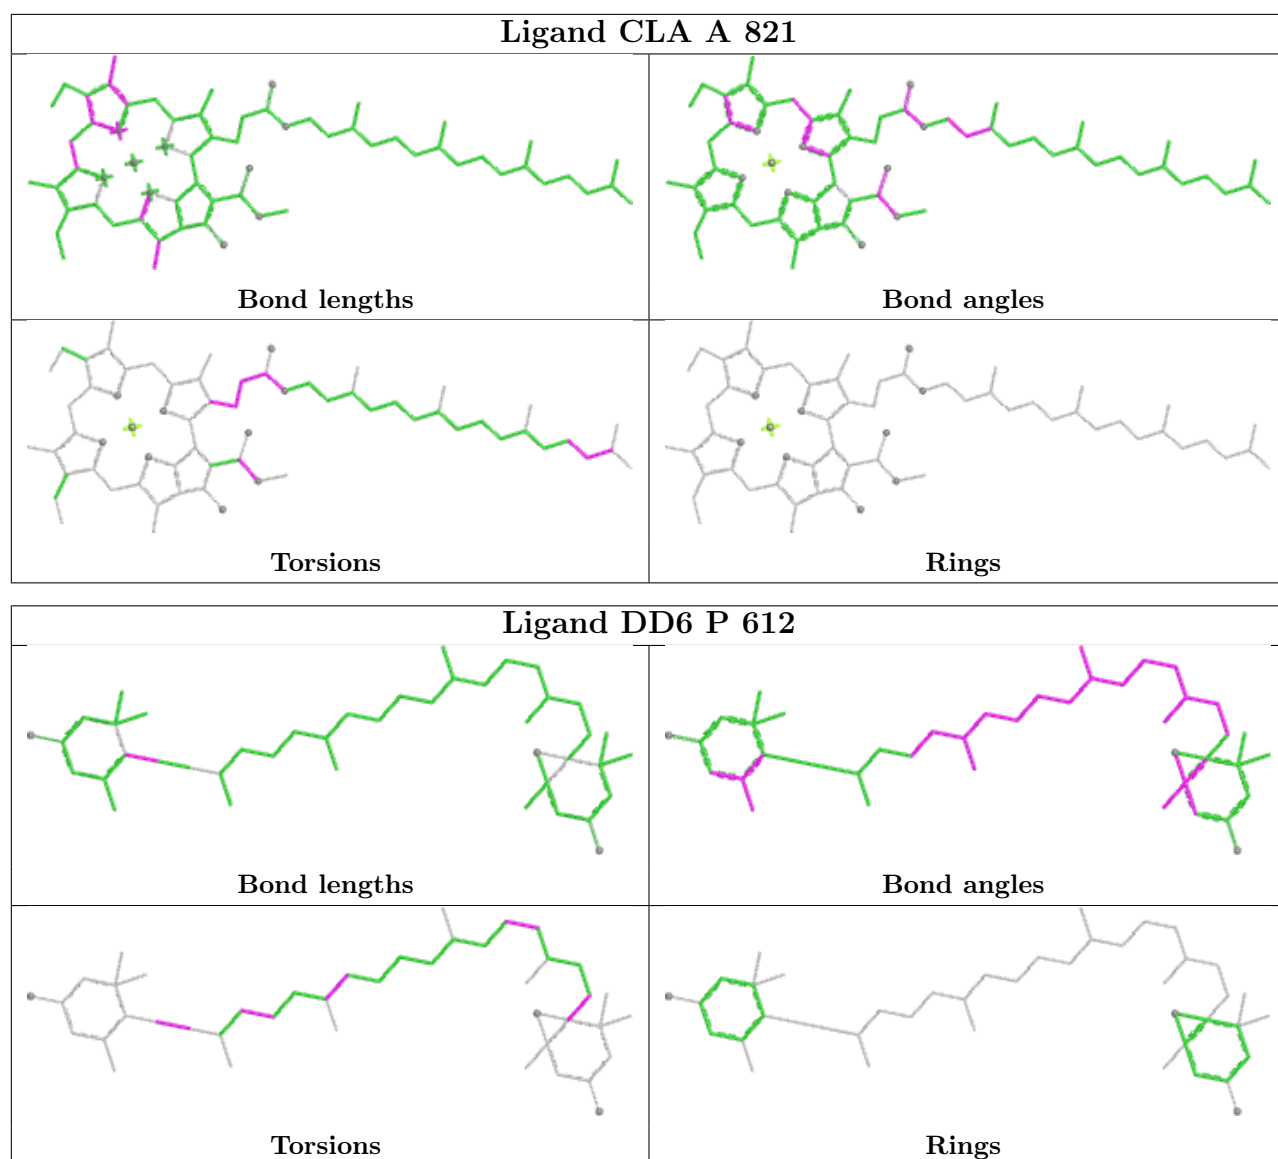 Ligand CLA A 821
Bond lengths
Bond angles
Torsions
Rings
Ligand DD6 P 612
Bond lengths
Bond angles
Torsions
Rings